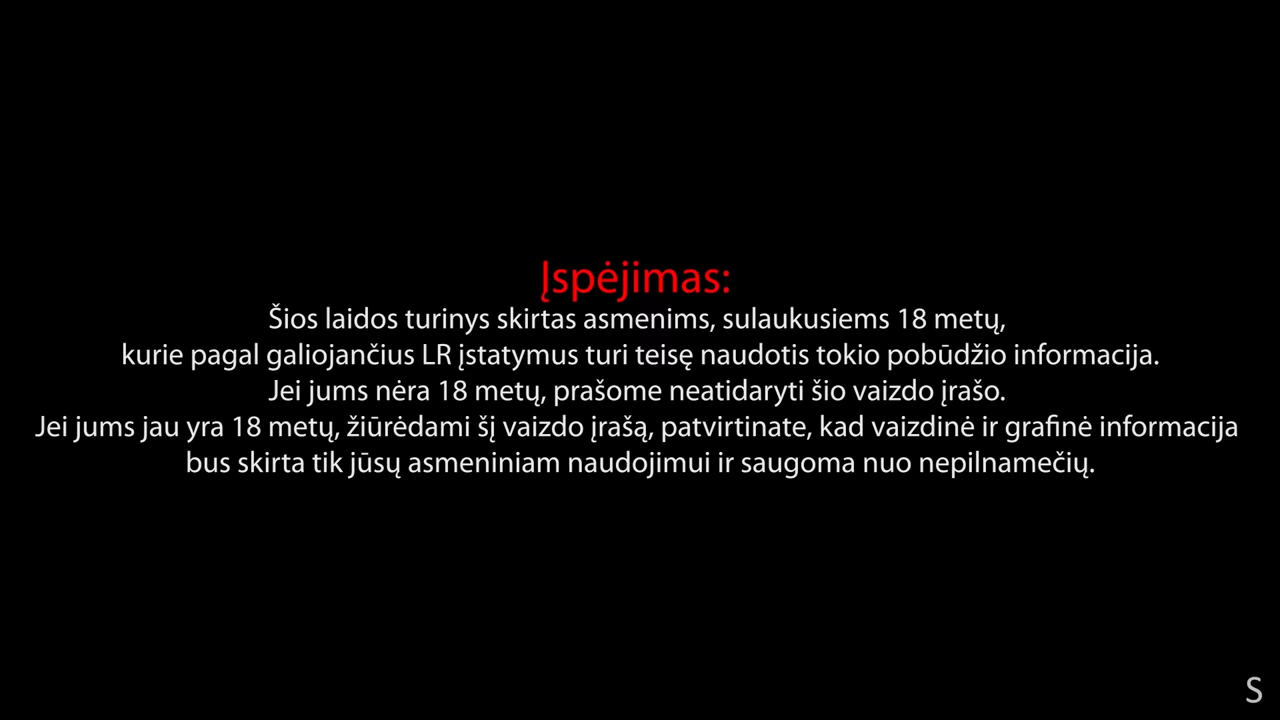 Įspėjimas:
Šios laidos turinys skirtas asmenims, sulaukusiems 18 metų,
kurie pagal galiojančius LR įstatymus turi teisę naudotis tokio pobūdžio informacija.
Jei jums nėra 18 metų, prašome neatidaryti šio vaizdo įrašo.
Jei jums jau yra 18 metų, žiūrėdami šį vaizdo įrašą, patvirtinate, kad vaizdinė ir grafinė informacija
bus skirta tik jūsų asmeniniam naudojimui ir saugoma nuo nepilnamečių.
S